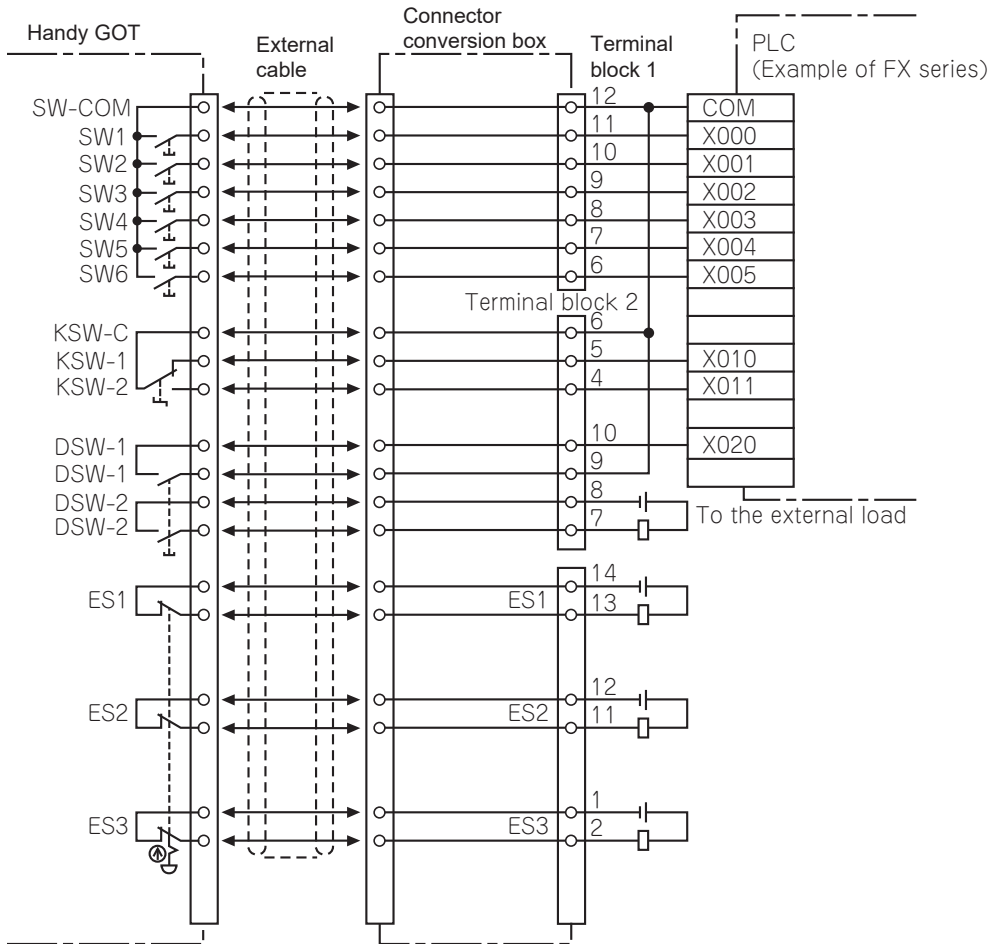 Handy GOT
External
cable
Connector
conversion box
Terminal
block 1
PLC
(Example of FX series)
SW-COM 12 COM
SW1 11 X000
SW2 10 X001
SW3 9 X002
SW4 8 X003
SW5 7 X004
SW6 6 X005
Terminal block 2
KSW-C 6
KSW-1 5 X010
KSW-2 4 X011
DSW-1 10 X020
DSW-1 9
DSW-2 8
DSW-2 7
To the external load
ES1 ES1 14
13
ES2 ES2 12
11
ES3 ES3 1
2